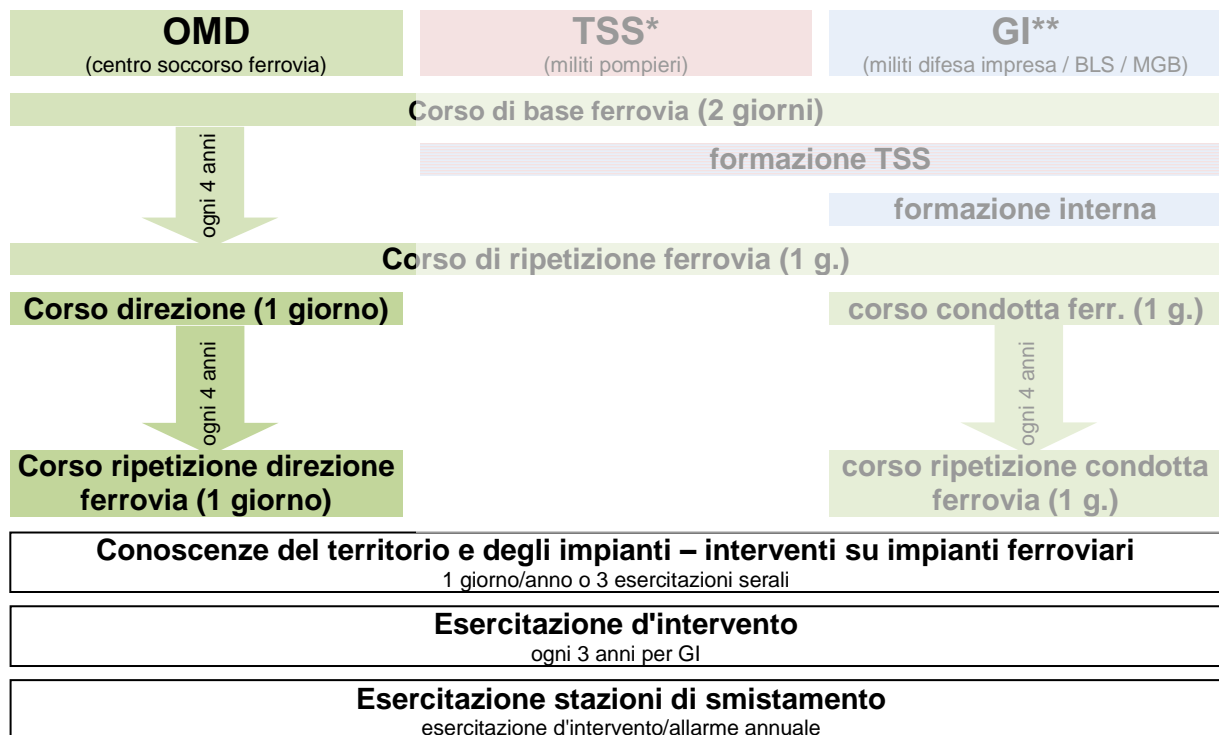 OMD
(centro soccorso ferrovia)
TSS*
(militi pompieri)
GI**
(militi difesa impresa / BLS / MGB)
Corso di base ferrovia (2 giorni)
ogni 4 anni
formazione TSS
formazione interna
Corso di ripetizione ferrovia (1 g.)
Corso direzione (1 giorno)
corso condotta ferr. (1 g.)
ogni 4 anni
ogni 4 anni
Corso ripetizione direzione
ferrovia (1 giorno)
corso ripetizione condotta
ferrovia (1 g.)
Conoscenze del territorio e degli impianti – interventi su impianti ferroviari
1 giorno/anno o 3 esercitazioni serali
Esercitazione d'intervento
ogni 3 anni per GI
Esercitazione stazioni di smistamento
esercitazione d'intervento/allarme annuale